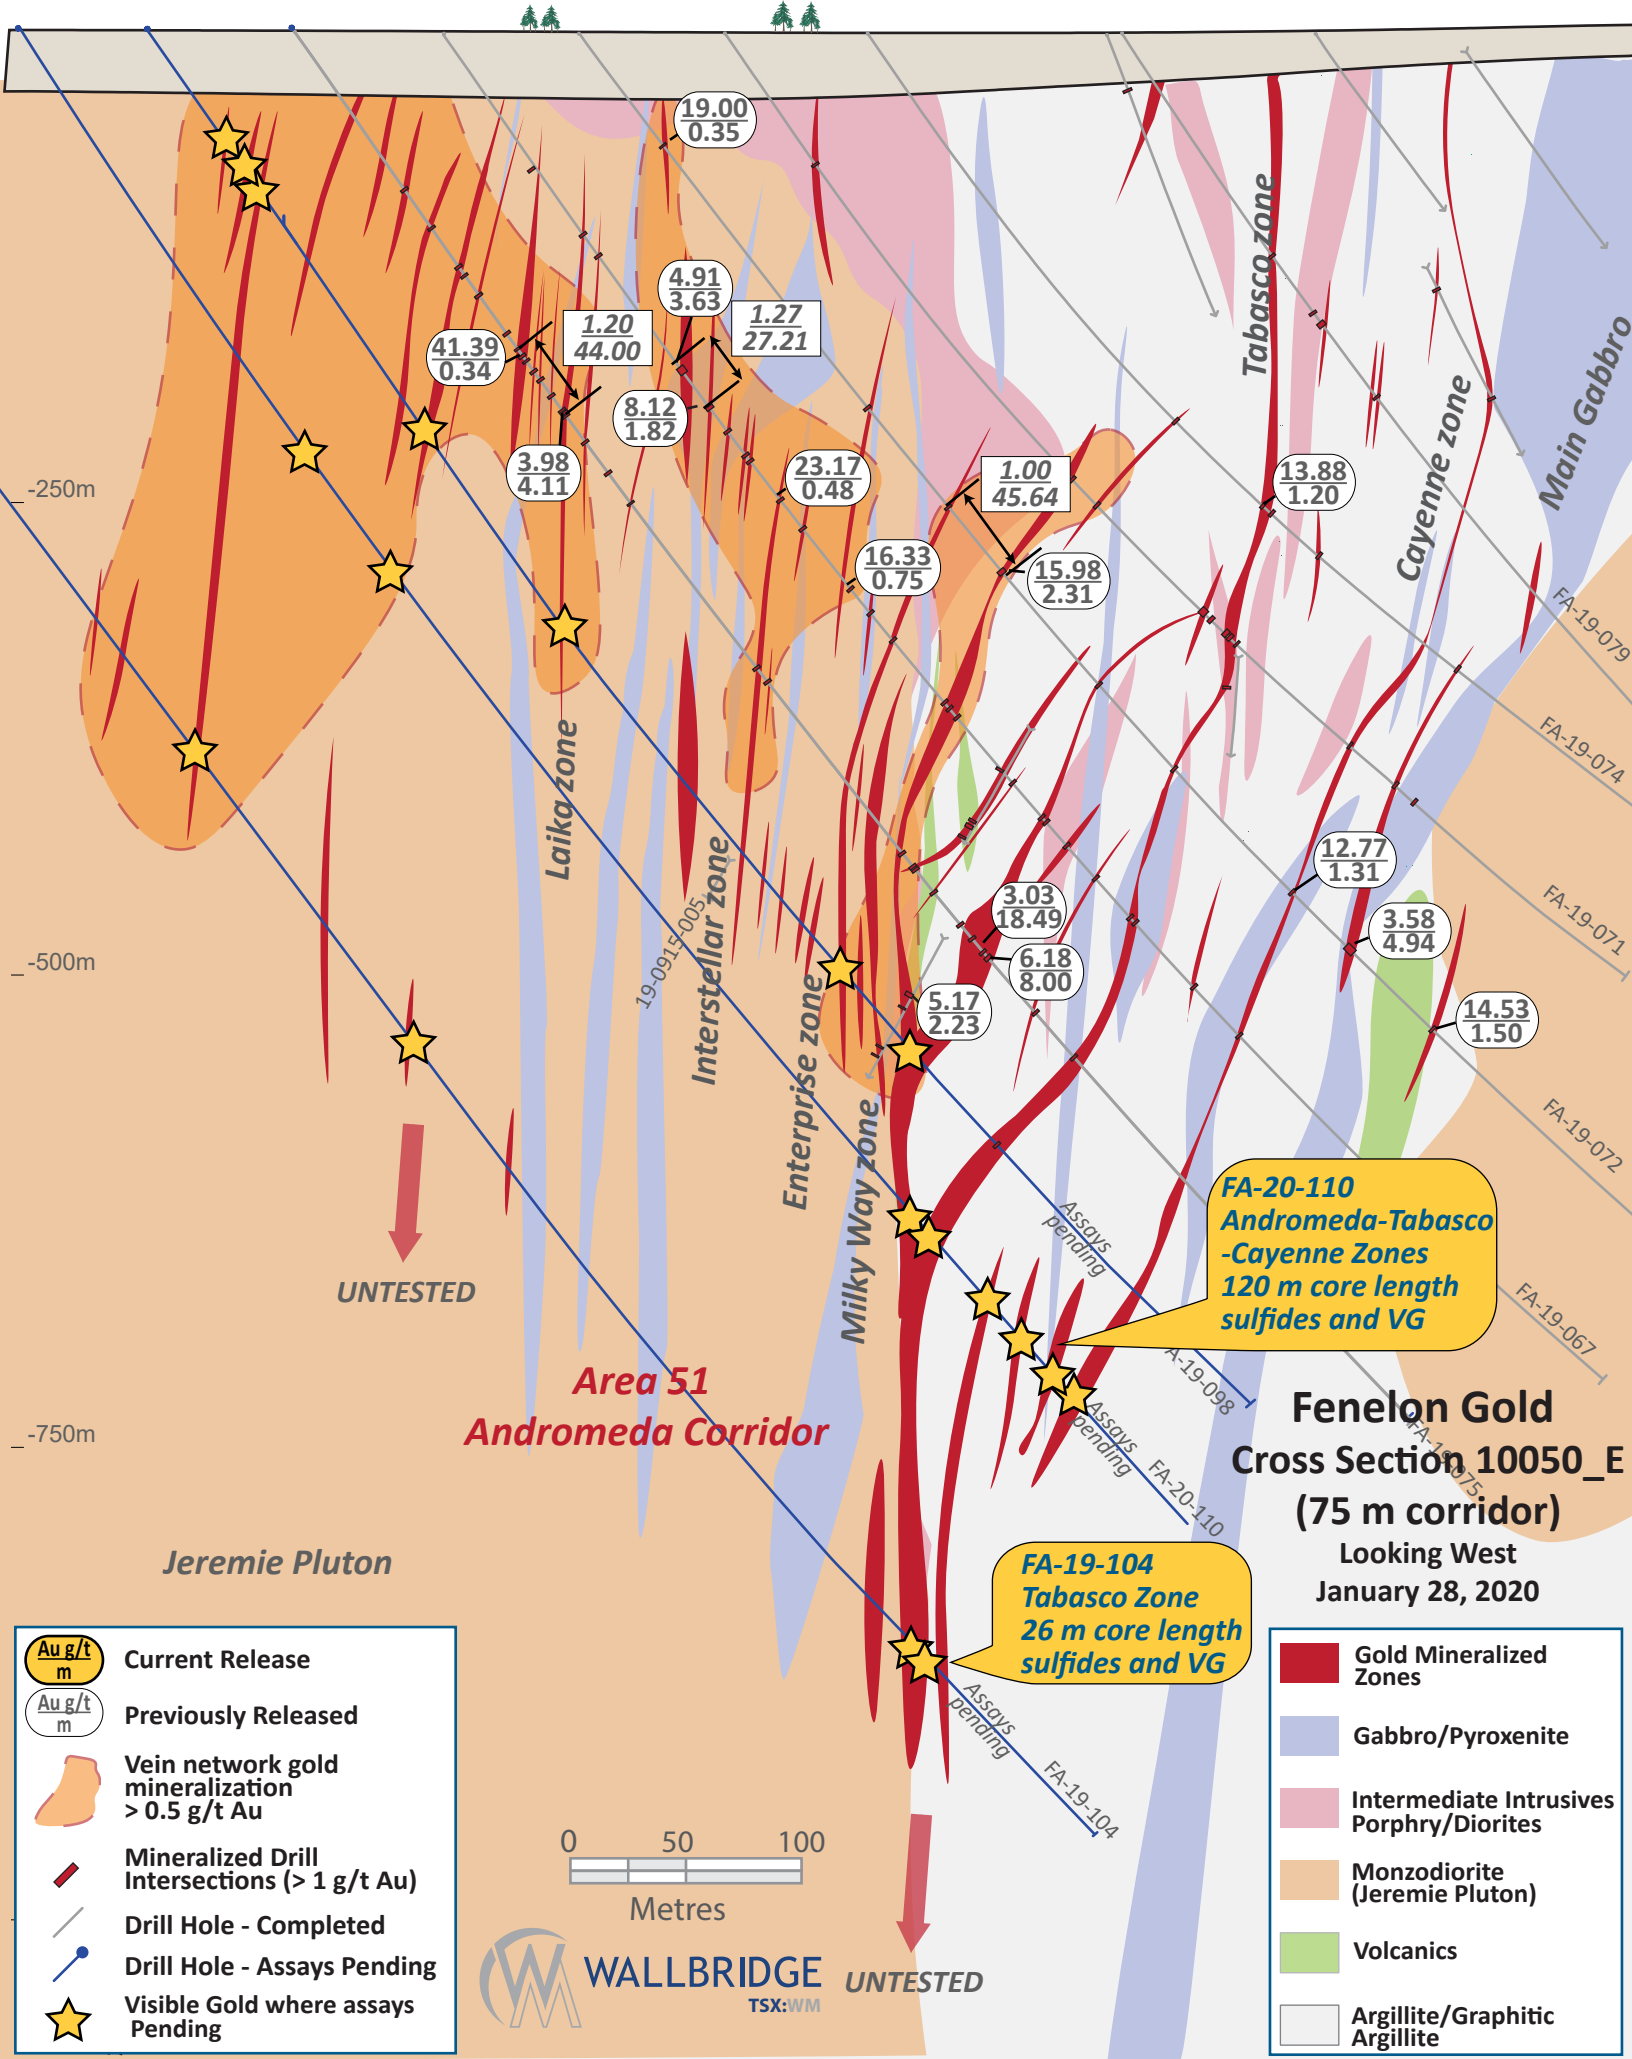 19.00
0.35
4.91
3.63
1.27
27.21
1.20
44.00
41.39
0.34
8.12
1.82
3.98
4.11
23.17
0.48
1.00
45.64
16.33
0.75
15.98
2.31
13.88
1.20
Tabasco zone
Cayenne zone
Main Gabbro
-250m
-500m
-750m
FA-19-079
FA-19-074
FA-19-071
FA-19-072
FA-19-067
FA-19-075
12.77
1.31
3.58
4.94
14.53
1.50
3.03
18.49
6.18
8.00
5.17
2.23
Laika zone
19-0915-005
Interstellar zone
Enterprise zone
Milky Way zone
UNTESTED
Area 51
Andromeda Corridor
Jeremie Pluton
Assays
pending
A-19-098
Assays
pending
FA-20-110
Assays
pending
FA-19-104
FA-20-110
Andromeda-Tabasco
-Cayenne Zones
120 m core length
sulfides and VG
FA-19-104
Tabasco Zone
26 m core length
sulfides and VG
Fenelon Gold
Cross Section 10050_E
(75 m corridor)
Looking West
January 28, 2020
Au g/t
m
Current Release
Au g/t
m
Previously Released
Vein network gold
mineralization
> 0.5 g/t Au
Mineralized Drill
Intersections (> 1 g/t Au)
Drill Hole - Completed
Drill Hole - Assays Pending
Visible Gold where assays
Pending
0 50 100
Metres
WALLBRIDGE
TSX:WM
UNTESTED
Gold Mineralized
Zones
Gabbro/Pyroxenite
Intermediate Intrusives
Porphry/Diorites
Monzodiorite
(Jeremie Pluton)
Volcanics
Argillite/Graphitic
Argillite